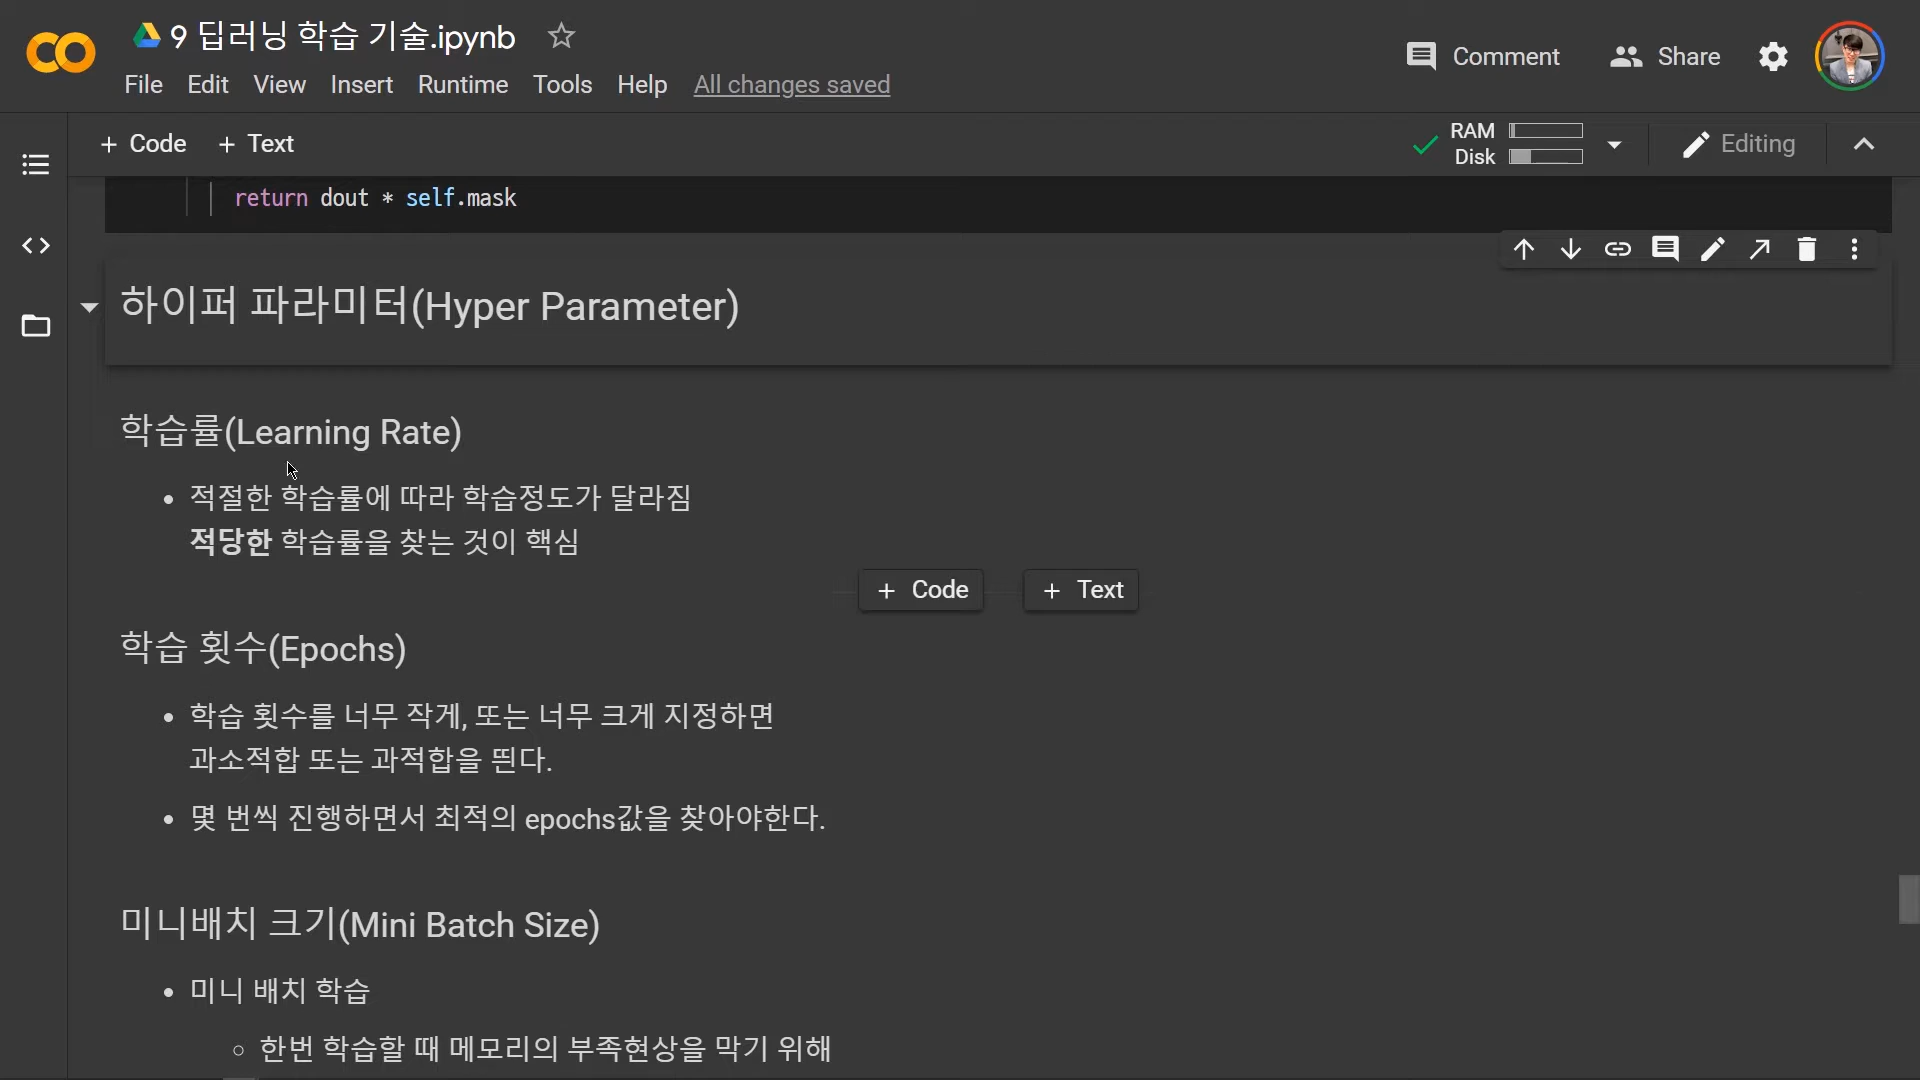 9 딥러닝 학습 기술.ipynb
File Edit View Insert Runtime Tools Help All changes saved
Comment Share
+ Code + Text
RAM
Disk
Editing
return dout * self.mask
하이퍼 파라미터(Hyper Parameter)
학습률(Learning Rate)
• 적절한 학습률에 따라 학습정도가 달라짐
적당한 학습률을 찾는 것이 핵심
+ Code + Text
학습 횟수(Epochs)
• 학습 횟수를 너무 작게, 또는 너무 크게 지정하면
과소적합 또는 과적합을 띈다.
• 몇 번씩 진행하면서 최적의 epochs값을 찾아야한다.
미니배치 크기(Mini Batch Size)
• 미니 배치 학습
○ 한번 학습할 때 메모리의 부족현상을 막기 위해